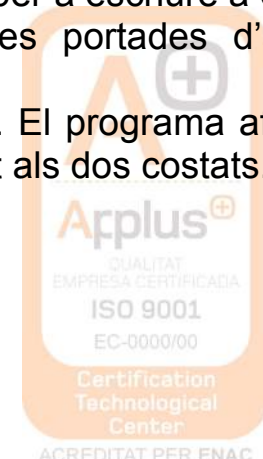 per a escriure a
es portades d'
. El programa af
t als dos costats.
A+
Applus+
QUALITAT
EMPRESA CERTIFICADA
ISO 9001
EC-0000/00
Certification
Technological
Center
ACREDITAT PER ENAC